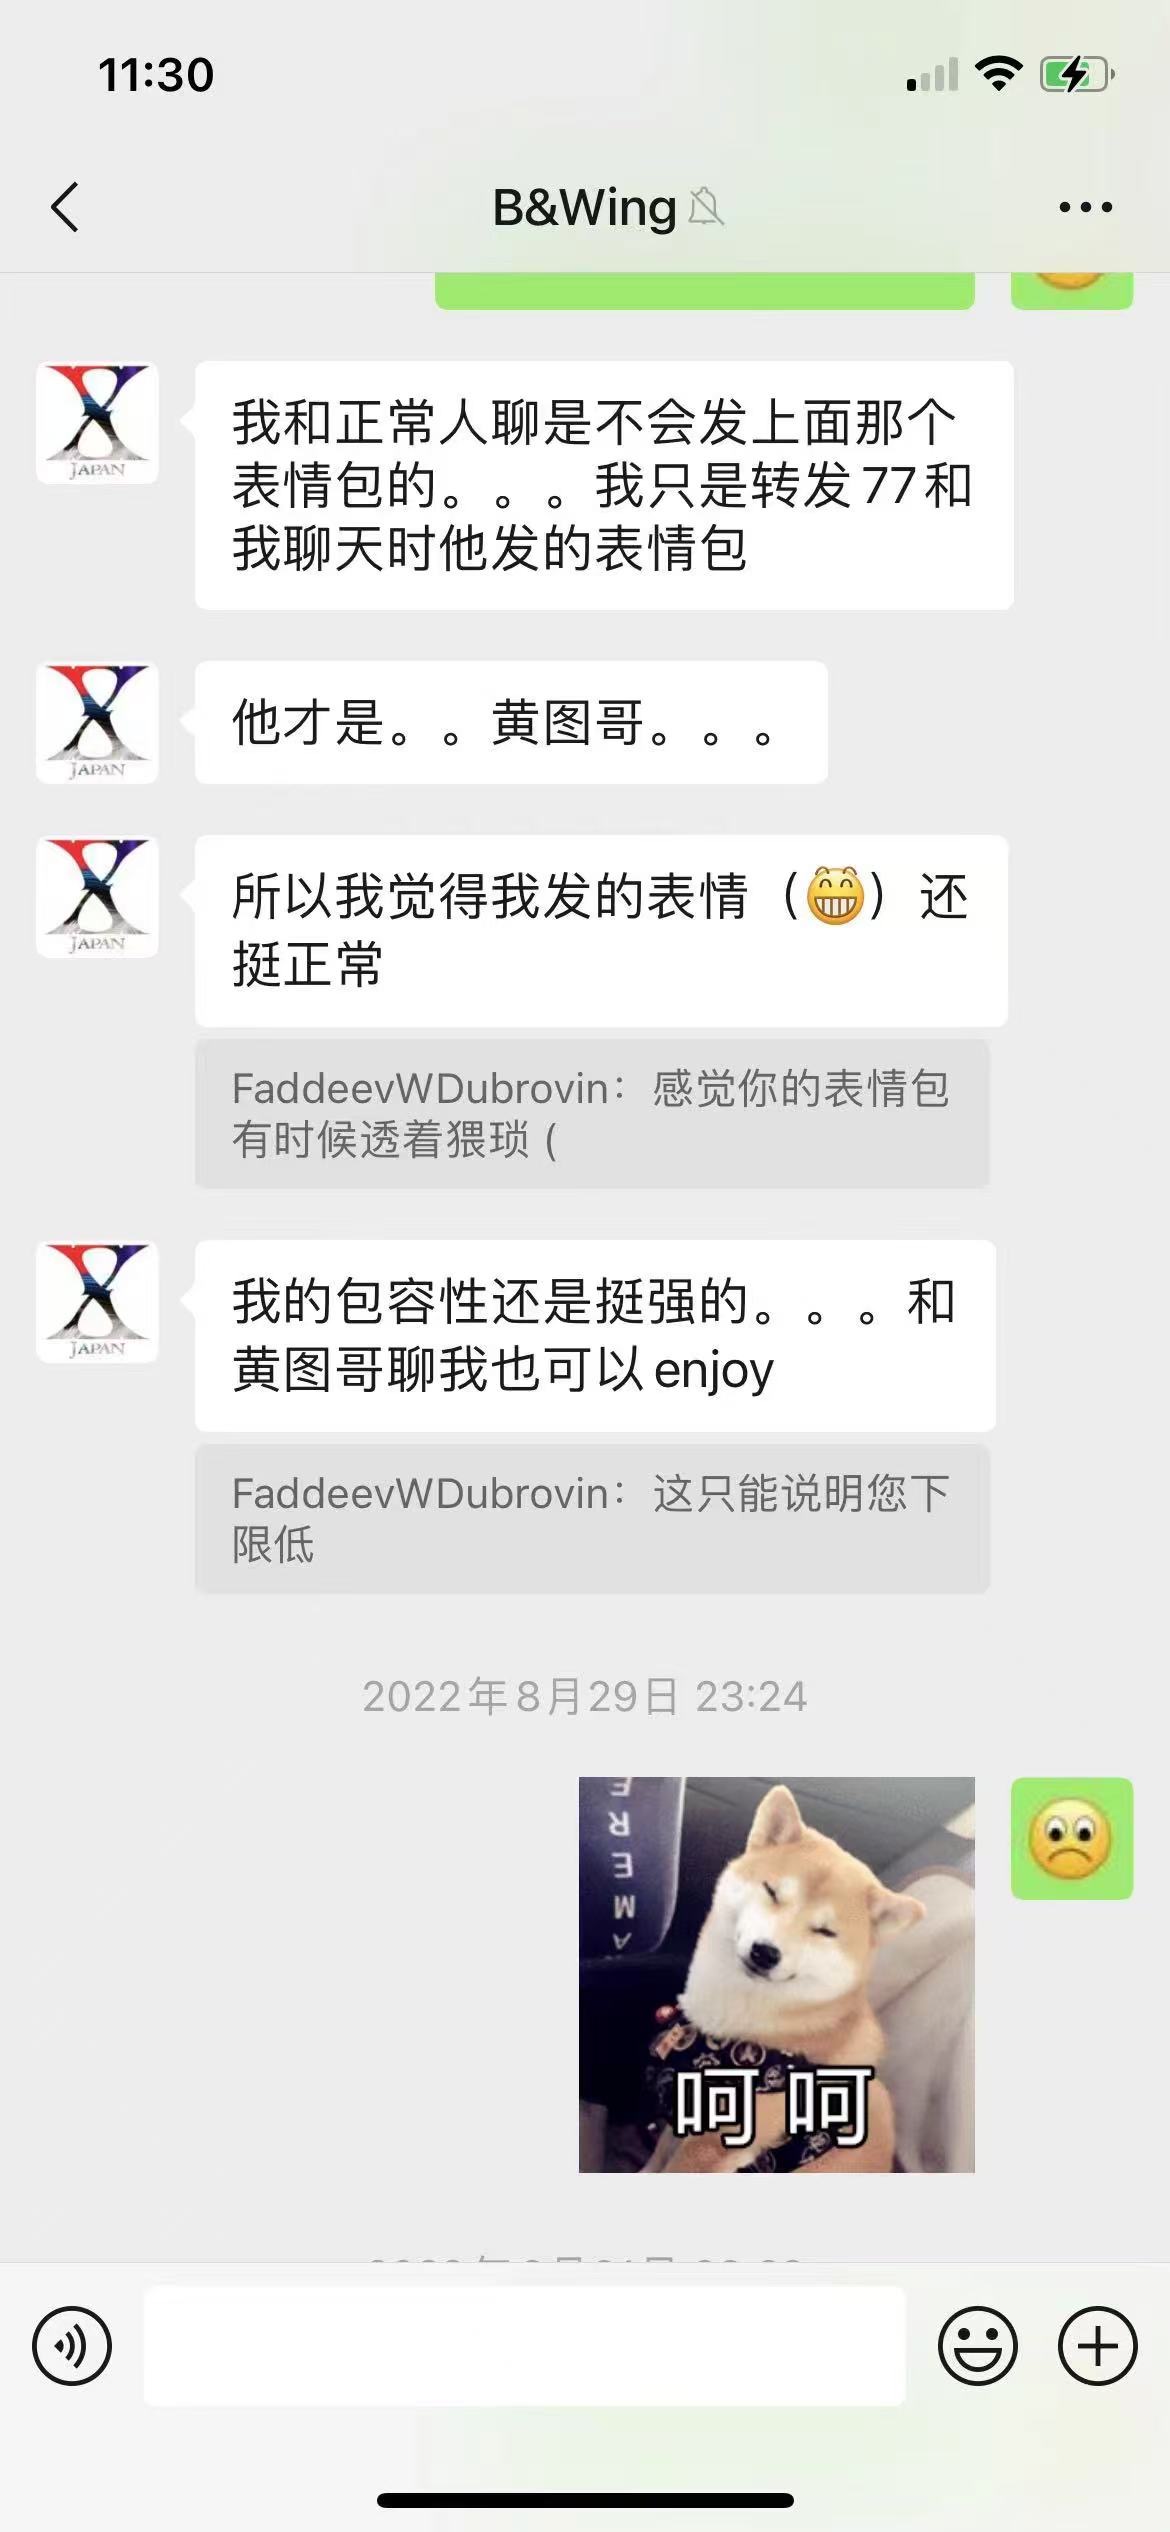 11:30
B&Wing
JAPAN
我和正常人聊是不会发上面那个
表情包的。。。我只是转发77和
我聊天时他发的表情包
JAPAN
他才是。。黄图哥。。。
JAPAN
所以我觉得我发的表情（😁）还
挺正常
FaddeevWDubrovin：感觉你的表情包
有时候透着猥琐（
JAPAN
我的包容性还是挺强的。。。和
黄图哥聊我也可以enjoy
FaddeevWDubrovin：这只能说明您下
限低
2022年8月29日 23:24
呵呵